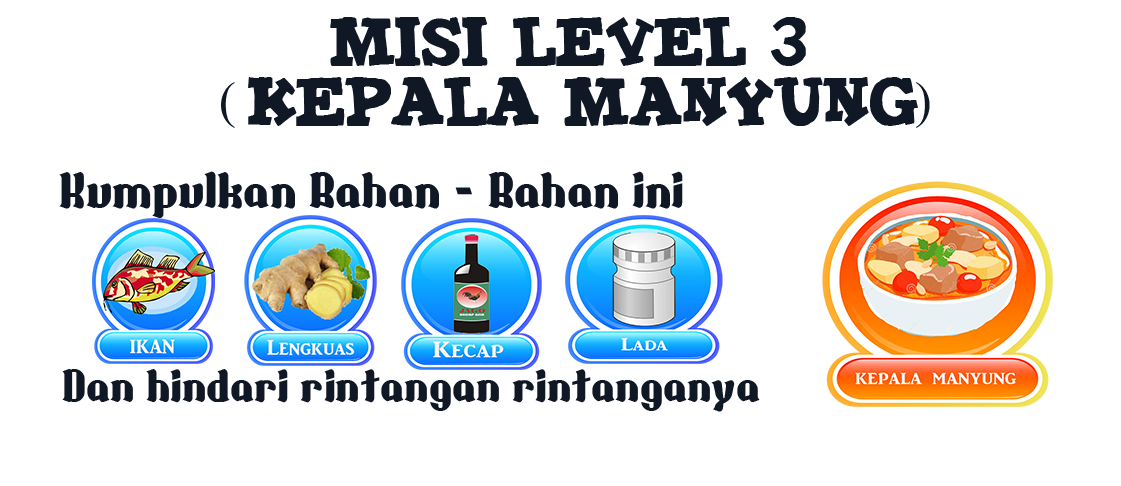 MISI LEVEL 3
( KEPALA MANYUNG)
Kumpulkan Bahan - Bahan ini
IKAN
LENGKUAS
KECAP
LADA
KEPALA MANYUNG
Dan hindari rintangan rintanganya